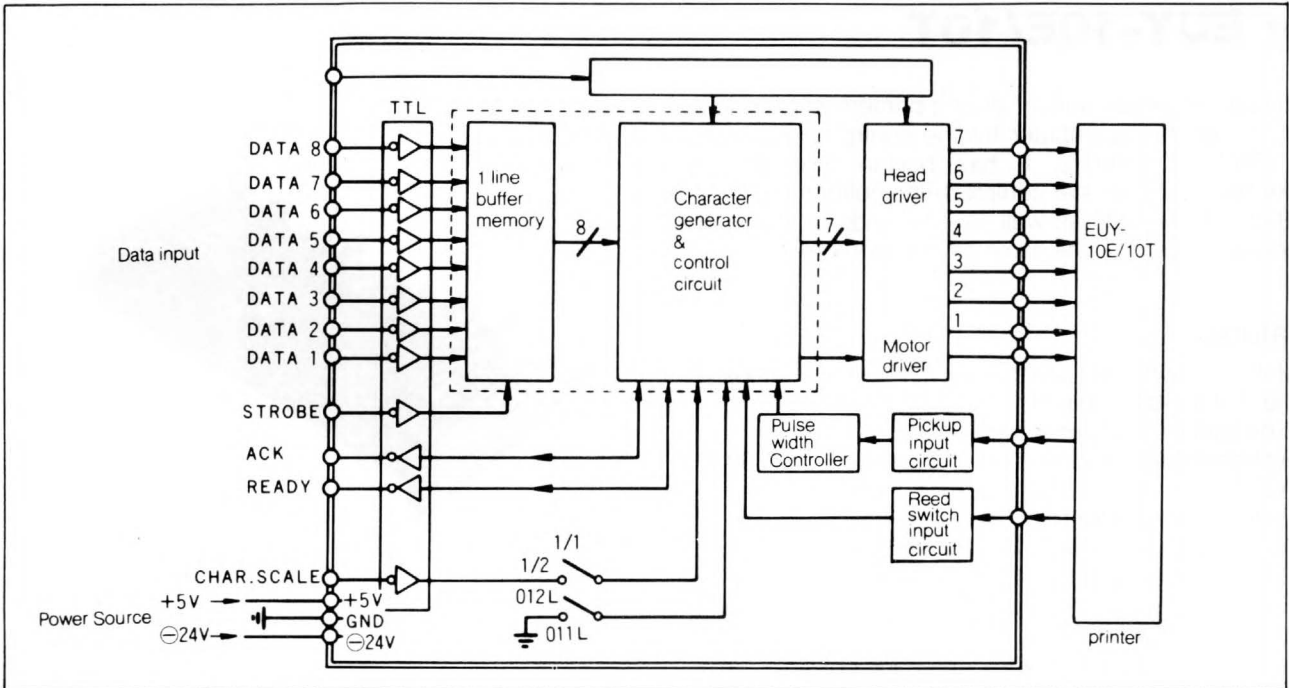 TTL
DATA 8
DATA 7
DATA 6
DATA 5
DATA 4
DATA 3
DATA 2
DATA 1
Data input
STROBE
ACK
READY
CHAR.SCALE
Power Source
+5V
⊖24V
+5V
GND
⊖24V
1 line
buffer
memory
8
Character
generator
&
control
circuit
7
Head
driver
Motor
driver
7
6
5
4
3
2
1
EUY-
10E/10T
printer
Pulse
width
Controller
Pickup
input
circuit
Reed
switch
input
circuit
1/1
1/2
012L
011L